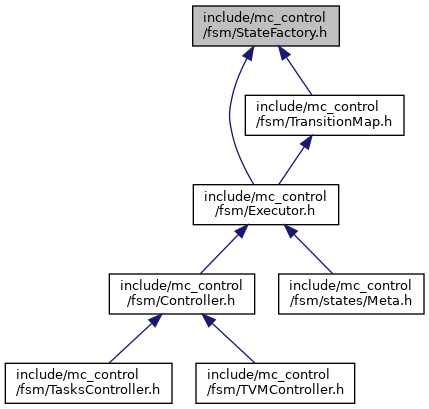 include/mc_control
/fsm/StateFactory.h
include/mc_control
/fsm/TransitionMap.h
include/mc_control
/fsm/Executor.h
include/mc_control
/fsm/Controller.h
include/mc_control
/fsm/states/Meta.h
include/mc_control
/fsm/TasksController.h
include/mc_control
/fsm/TVMController.h